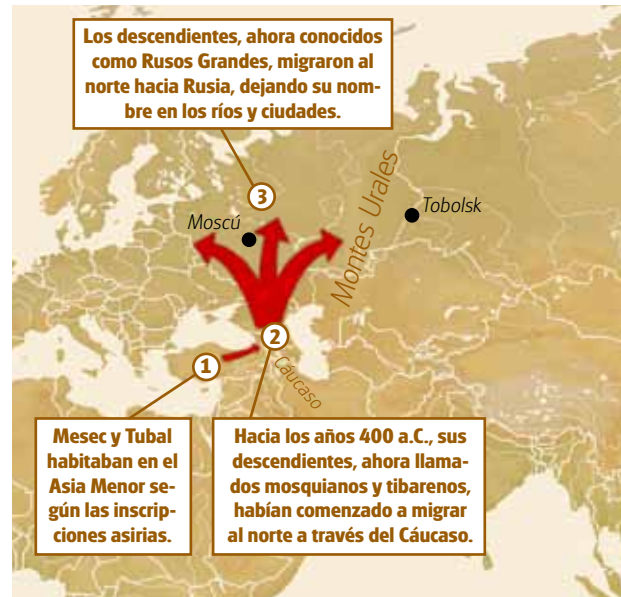 Los descendientes, ahora conocidos
como Rusos Grandes, migraron al
norte hacia Rusia, dejando su nom-
bre en los ríos y ciudades.
3
Moscú
Montes Urales
Tobolsk
1
2
Cáucaso
Mesec y Tubal
habitaban en el
Asia Menor se-
gún las inscrip-
ciones asirias.
Hacia los años 400 a.C., sus
descendientes, ahora llama-
dos mosquianos y tibarenos,
habían comenzado a migrar
al norte a través del Cáucaso.